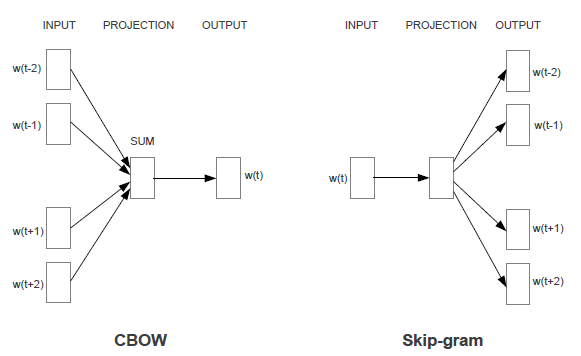 INPUT PROJECTION OUTPUT
w(t-2)
w(t-1)
SUM
w(t)
w(t+1)
w(t+2)
CBOW
INPUT PROJECTION OUTPUT
w(t-2)
w(t-1)
w(t)
w(t+1)
w(t+2)
Skip-gram